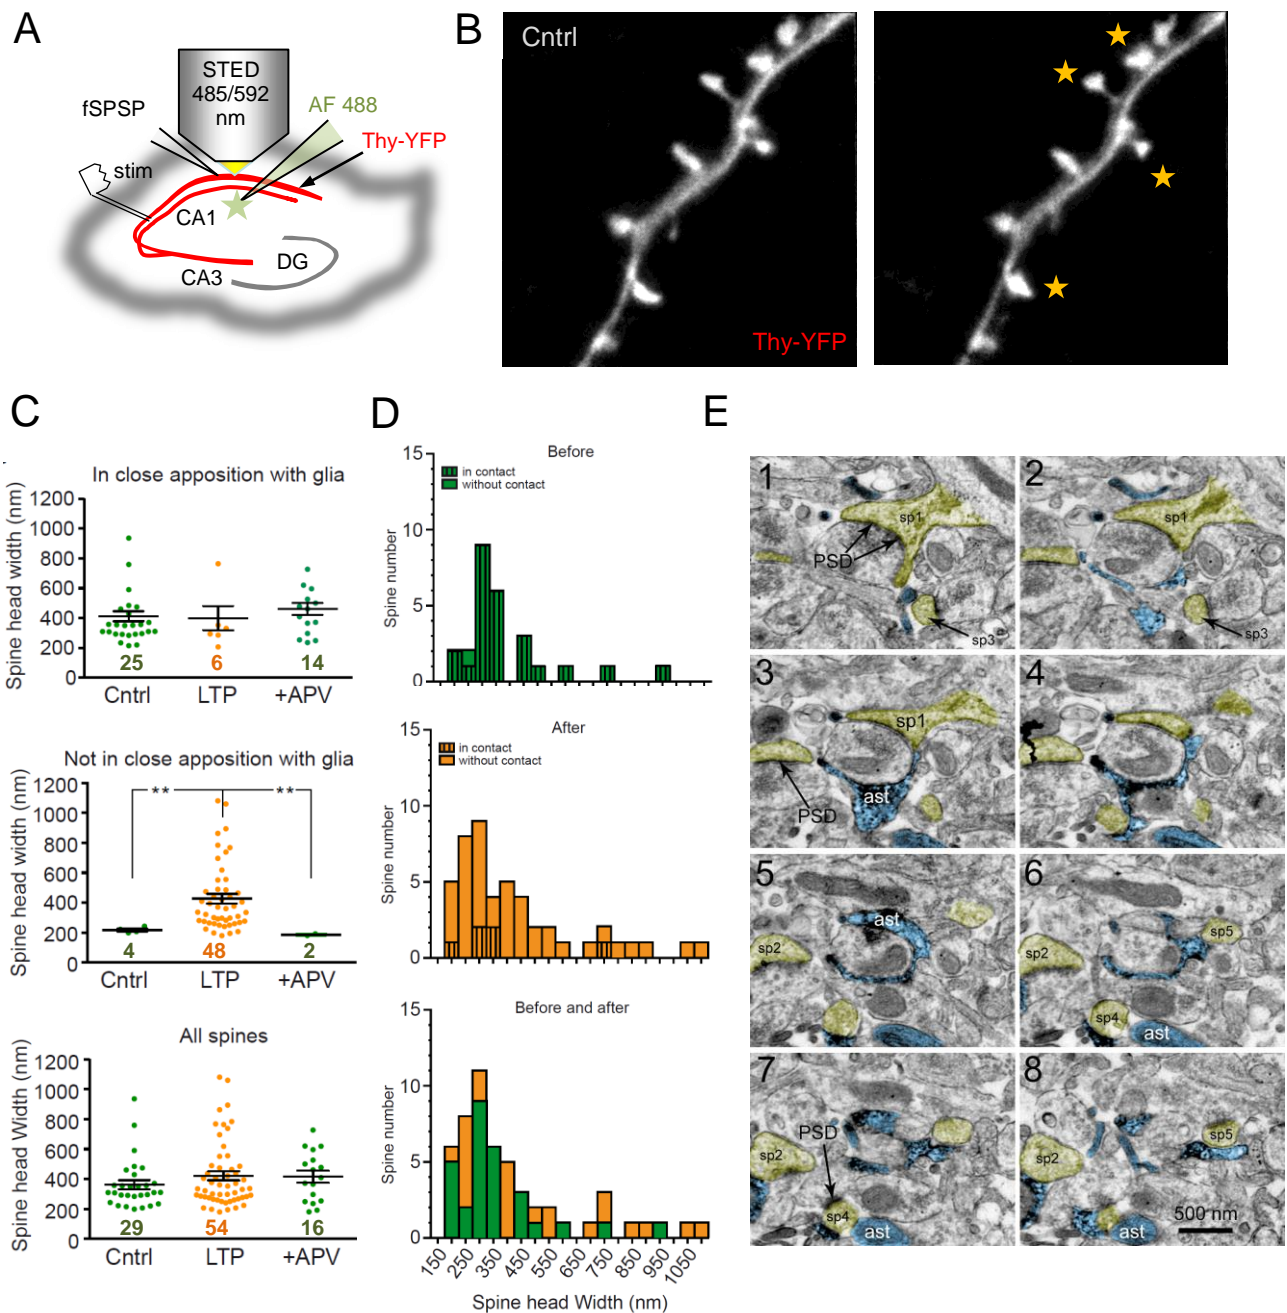 A
STED
485/592
nm
fSPSP
AF 488
Thy-YFP
stim
CA1
CA3
DG
B
Cntrl
Thy-YFP
C
In close apposition with glia
Spine head width (nm)
1200
1000
800
600
400
200
0
25
6
14
Cntrl
LTP
+APV
Not in close apposition with glia
Spine head width (nm)
1200
1000
800
600
400
200
0
**
**
4
48
2
Cntrl
LTP
+APV
All spines
Spine head Width (nm)
1200
1000
800
600
400
200
0
29
54
16
Cntrl
LTP
+APV
D
Before
in contact
without contact
Spine number
15
10
5
0
After
in contact
without contact
Spine number
15
10
5
0
Before and after
Spine number
15
10
5
0
150
250
350
450
550
650
750
850
950
1050
Spine head Width (nm)
E
1
sp1
PSD
sp3
2
sp1
sp3
3
sp1
ast
PSD
4
5
ast
sp2
6
sp5
sp2
sp4
ast
7
PSD
sp2
sp4
ast
8
sp5
sp2
ast
500 nm